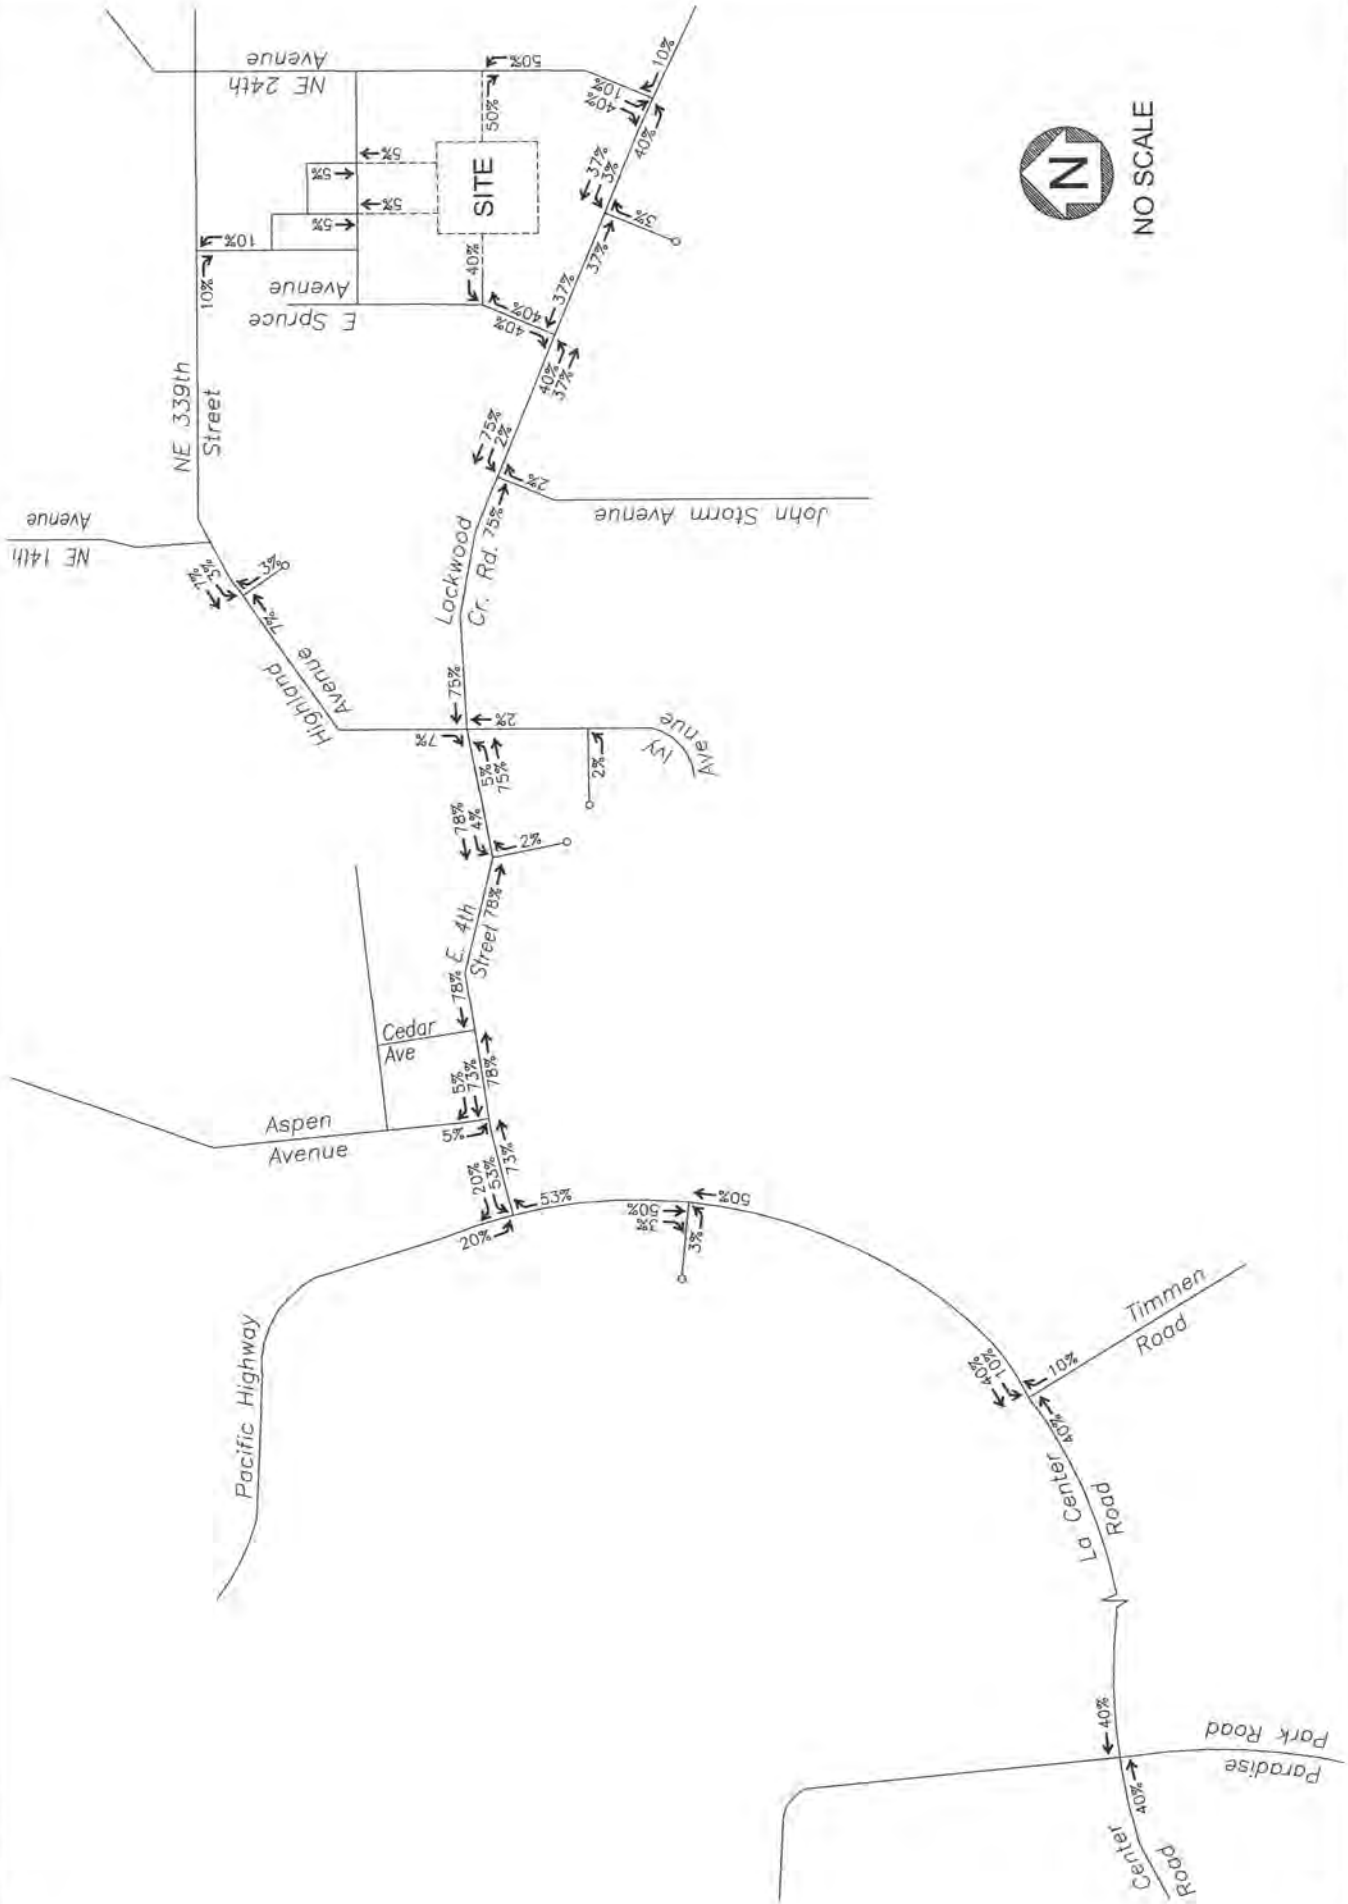 NE 24th
Avenue
10%
10%
5%
5%
5%
5%
50%
50%
SITE
40%
10%
10%
40%
40%
37%
3%
3%
37%
37%
40%
40%
40%
37%
E Spruce
Avenue
NE 339th
Street
NE 14th
Avenue
7%
3%
3%
7%
Highland
Avenue
75%
2%
2%
75%
John Storm Avenue
Lockwood
Cr. Rd.
75%
7%
2%
5%
75%
2%
Ivy
Avenue
78%
4%
2%
78%
E. 4th
Street
78%
Cedar
Ave
5%
73%
78%
5%
Aspen
Avenue
20%
53%
73%
20%
53%
Pacific Highway
50%
3%
3%
50%
40%
10%
10%
40%
Timmen
Road
La Center
Road
40%
40%
Paradise
Park Road
Center
Road
N
NO SCALE